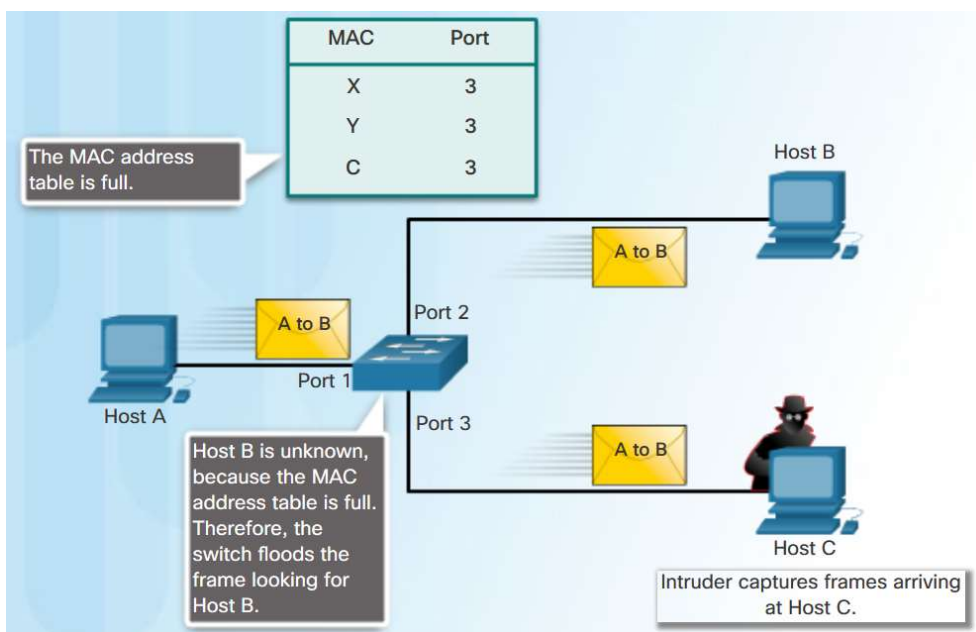 MAC Port
X 3
Y 3
C 3
The MAC address
table is full.
Host B
A to B
Port 2
A to B
Port 1
Host A
Port 3
A to B
Host B is unknown,
because the MAC
address table is full.
Therefore, the
switch floods the
frame looking for
Host B.
Host C
Intruder captures frames arriving
at Host C.